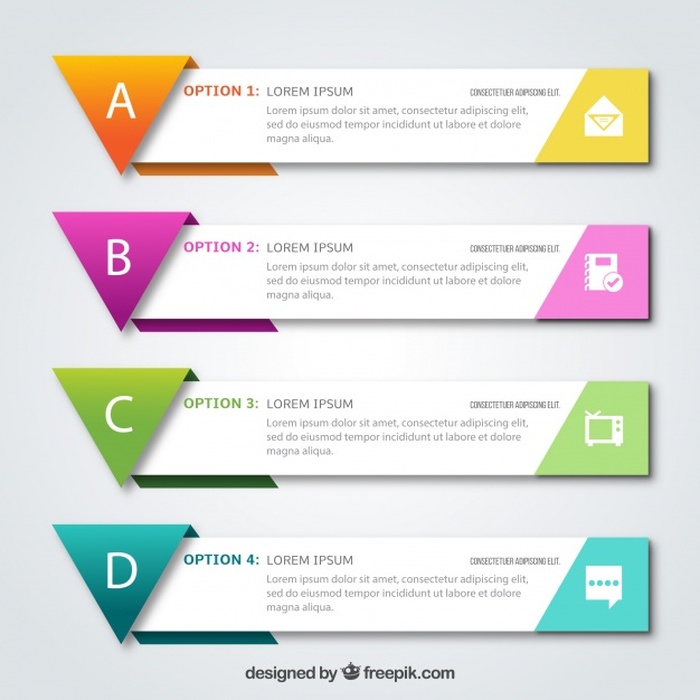 A
OPTION 1: LOREM IPSUM CONSECTETUER ADIPISCING ELIT.
Lorem ipsum dolor sit amet, consectetur adipiscing elit,
sed do eiusmod tempor incididunt ut labore et dolore
magna aliqua.
B
OPTION 2: LOREM IPSUM CONSECTETUER ADIPISCING ELIT.
Lorem ipsum dolor sit amet, consectetur adipiscing elit,
sed do eiusmod tempor incididunt ut labore et dolore
magna aliqua.
C
OPTION 3: LOREM IPSUM CONSECTETUER ADIPISCING ELIT.
Lorem ipsum dolor sit amet, consectetur adipiscing elit,
sed do eiusmod tempor incididunt ut labore et dolore
magna aliqua.
D
OPTION 4: LOREM IPSUM CONSECTETUER ADIPISCING ELIT.
Lorem ipsum dolor sit amet, consectetur adipiscing elit,
sed do eiusmod tempor incididunt ut labore et dolore
magna aliqua.
designed by freepik.com